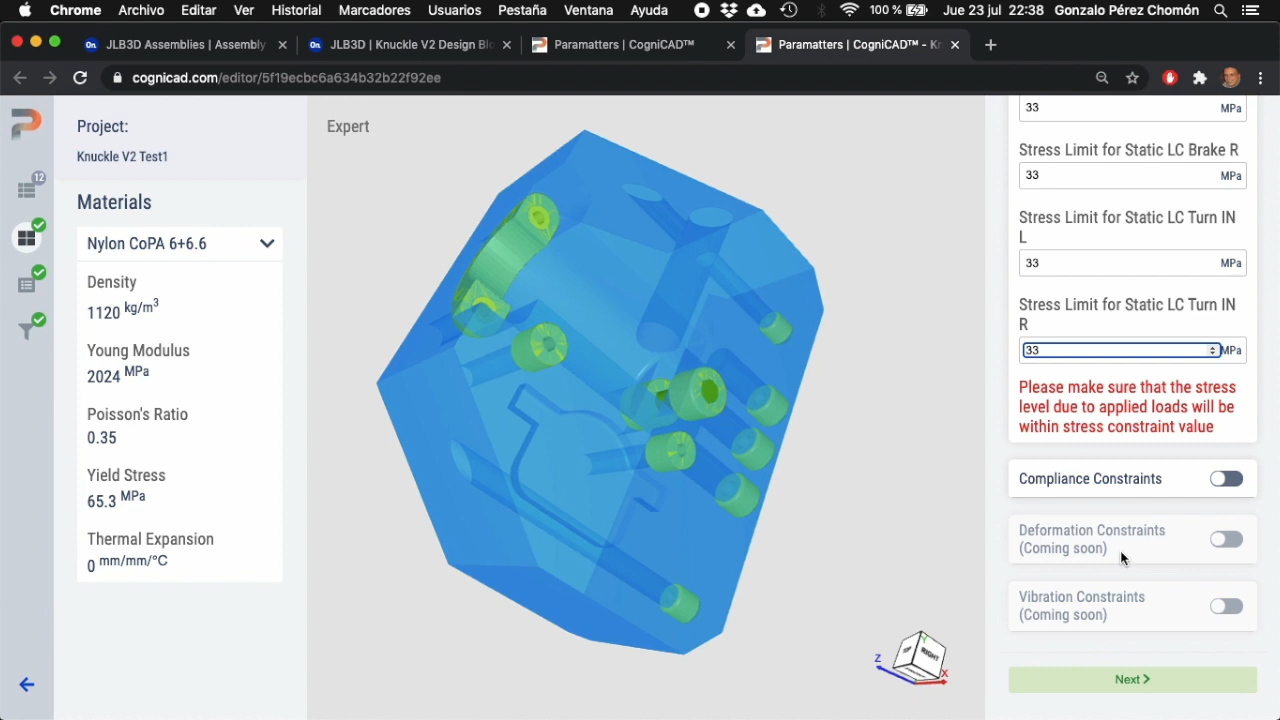 Chrome Archivo Editar Ver Historial Marcadores Usuarios Pestaña Ventana Ayuda 100 % Jue 23 jul 22:38 Gonzalo Pérez Chomón
On JLB3D Assemblies | Assembly
On JLB3D | Knuckle V2 Design Blo
Paramatters | CogniCAD™
Paramatters | CogniCAD™ - Kn
cognicad.com/editor/5f19ecbc6a634b32b22f92ee
12
Project:
Knuckle V2 Test1
Materials
Nylon CoPA 6+6.6
Density
1120 kg/m³
Young Modulus
2024 MPa
Poisson's Ratio
0.35
Yield Stress
65.3 MPa
Thermal Expansion
0 mm/mm/°C
Expert
Z
Y
X
RIGHT
33 MPa
Stress Limit for Static LC Brake R
33 MPa
Stress Limit for Static LC Turn IN
L
33 MPa
Stress Limit for Static LC Turn IN
R
33 MPa
Please make sure that the stress
level due to applied loads will be
within stress constraint value
Compliance Constraints
Deformation Constraints
(Coming soon)
Vibration Constraints
(Coming soon)
Next